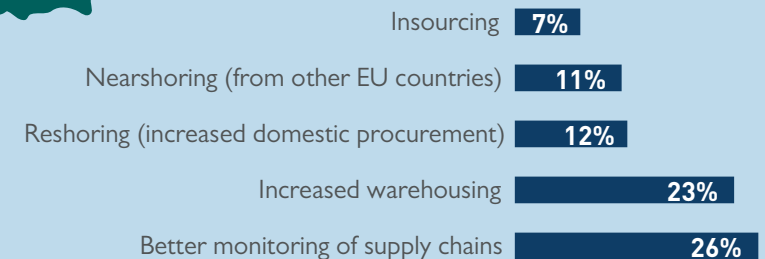 Insourcing 7%
Nearshoring (from other EU countries) 11%
Reshoring (increased domestic procurement) 12%
Increased warehousing 23%
Better monitoring of supply chains 26%